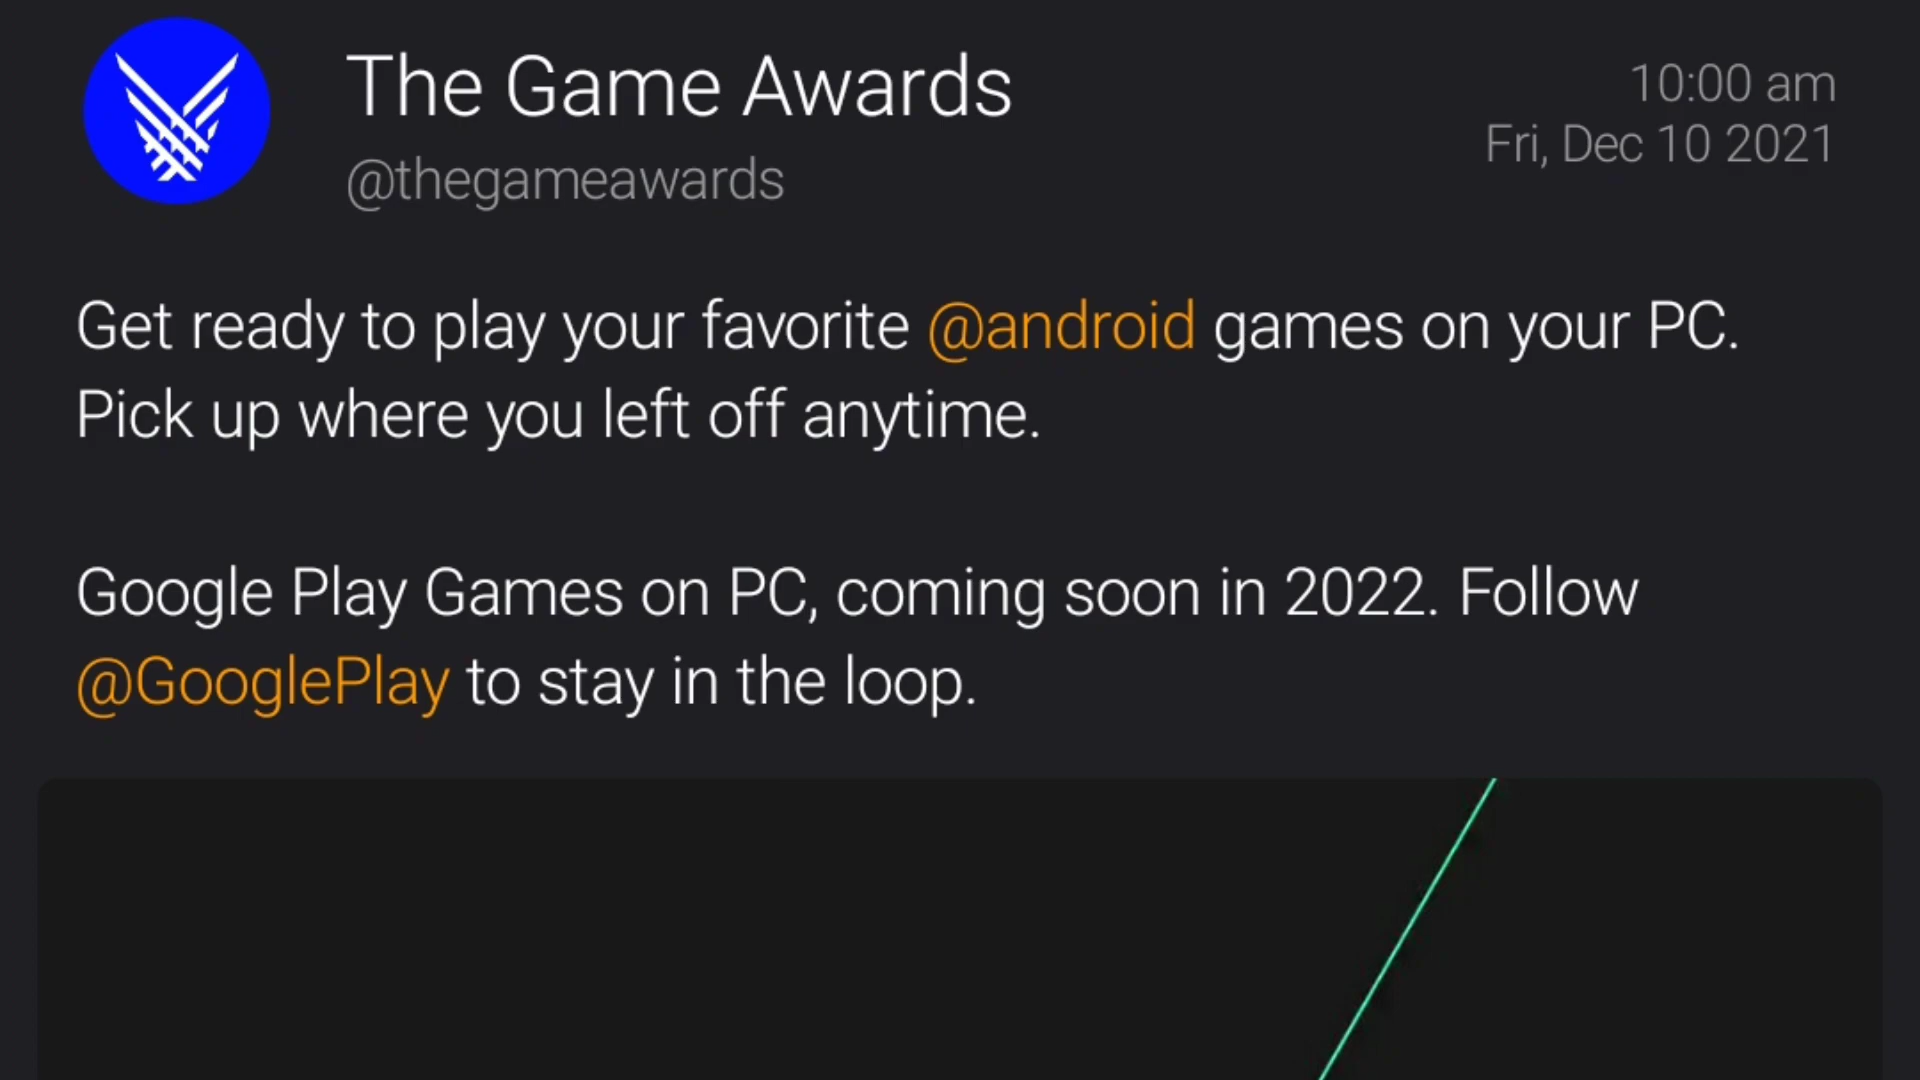 The Game Awards
@thegameawards
10:00 am
Fri, Dec 10 2021
Get ready to play your favorite @android games on your PC.
Pick up where you left off anytime.
Google Play Games on PC, coming soon in 2022. Follow
@GooglePlay to stay in the loop.